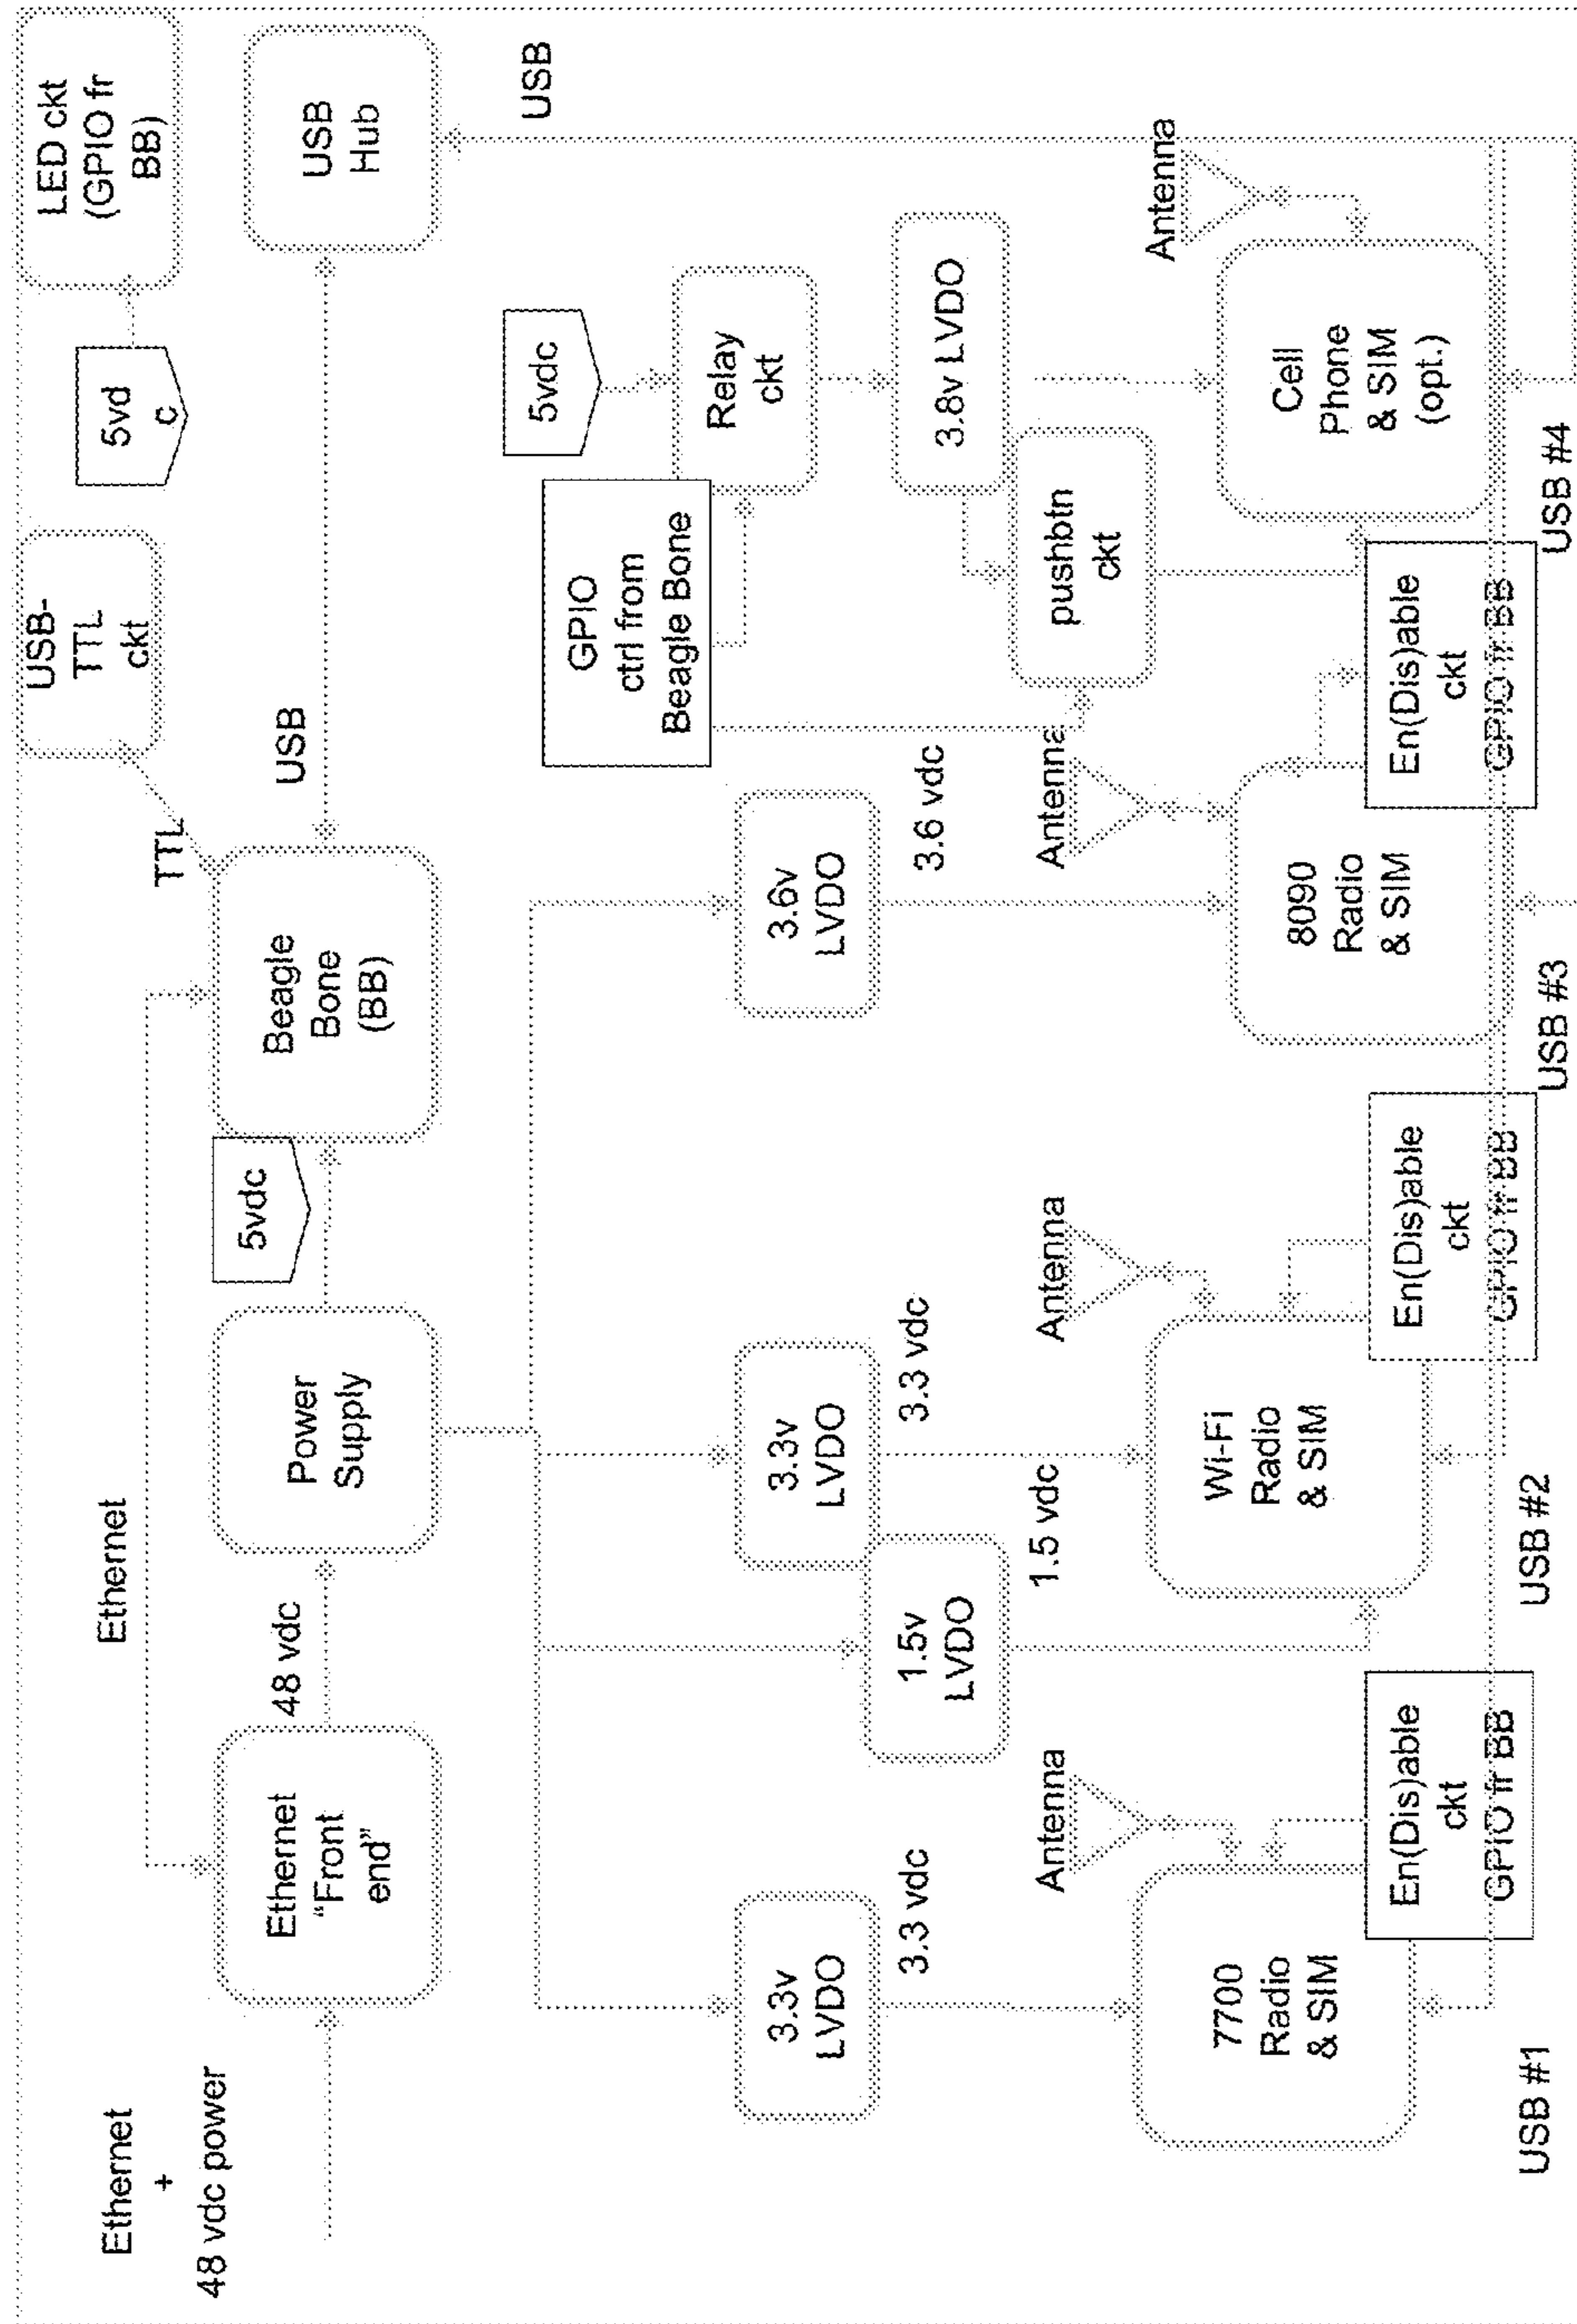 Ethernet
+
48 vdc power
Ethernet
Ethernet
"Front
end"
48 vdc
Power
Supply
5vdc
Beagle
Bone
(BB)
TTL
USB-
TTL
ckt
5vd
c
LED ckt
(GPIO fr
BB)
USB
USB
Hub
USB
GPIO
ctrl from
Beagle Bone
5vdc
Relay
ckt
3.8v LVDO
pushbtn
ckt
3.3v
LVDO
3.3 vdc
1.5v
LVDO
1.5 vdc
3.3v
LVDO
3.3 vdc
3.6v
LVDO
3.6 vdc
Antenna
Antenna
Antenna
Antenna
7700
Radio
& SIM
En(Dis)able
ckt
GPIO fr BB
Wi-Fi
Radio
& SIM
En(Dis)able
ckt
GPIO fr BB
8090
Radio
& SIM
En(Dis)able
ckt
GPIO fr BB
Cell
Phone
& SIM
(opt.)
USB #1
USB #2
USB #3
USB #4